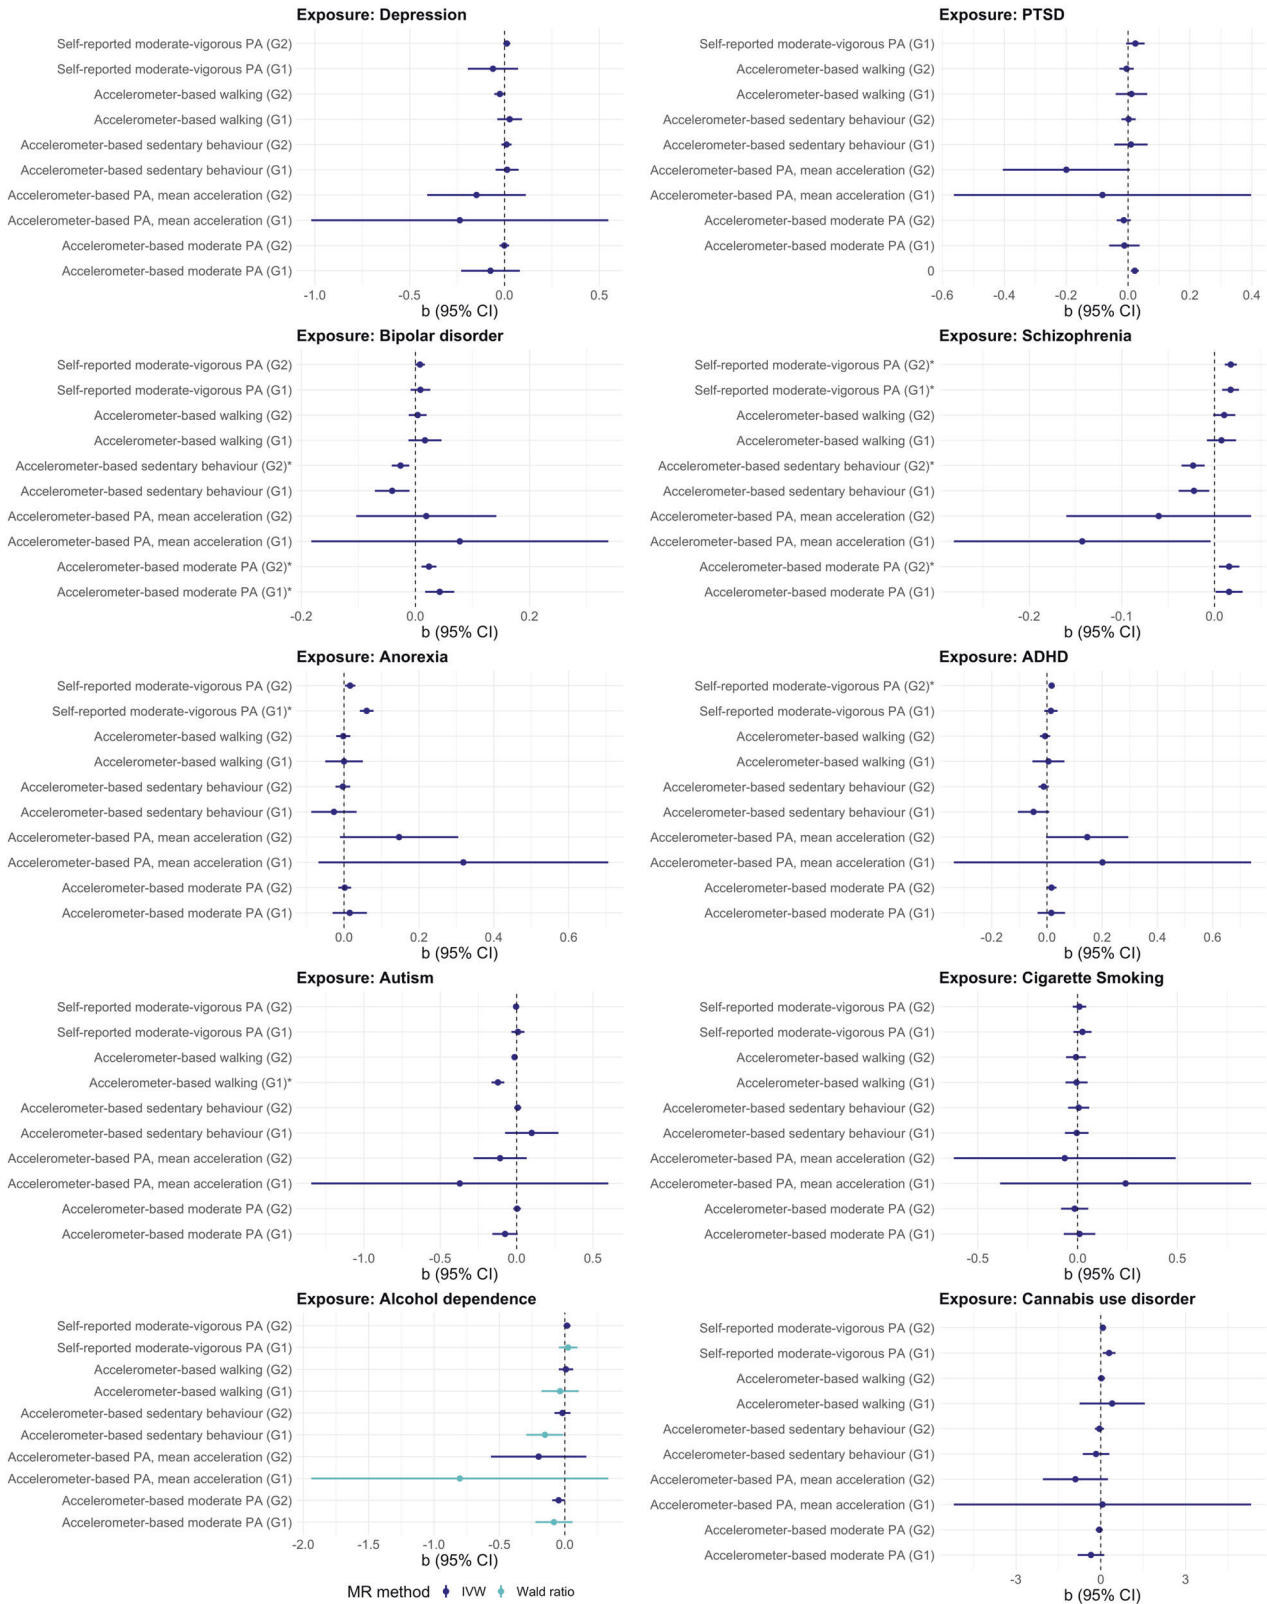 Exposure: Depression
Self-reported moderate-vigorous PA (G2)
Self-reported moderate-vigorous PA (G1)
Accelerometer-based walking (G2)
Accelerometer-based walking (G1)
Accelerometer-based sedentary behaviour (G2)
Accelerometer-based sedentary behaviour (G1)
Accelerometer-based PA, mean acceleration (G2)
Accelerometer-based PA, mean acceleration (G1)
Accelerometer-based moderate PA (G2)
Accelerometer-based moderate PA (G1)
-1.0 -0.5 0.0 0.5
b (95% CI)
Exposure: PTSD
Self-reported moderate-vigorous PA (G1)
Accelerometer-based walking (G2)
Accelerometer-based walking (G1)
Accelerometer-based sedentary behaviour (G2)
Accelerometer-based sedentary behaviour (G1)
Accelerometer-based PA, mean acceleration (G2)
Accelerometer-based PA, mean acceleration (G1)
Accelerometer-based moderate PA (G2)
Accelerometer-based moderate PA (G1)
0
-0.6 -0.4 -0.2 0.0 0.2 0.4
b (95% CI)
Exposure: Bipolar disorder
Self-reported moderate-vigorous PA (G2)
Self-reported moderate-vigorous PA (G1)
Accelerometer-based walking (G2)
Accelerometer-based walking (G1)
Accelerometer-based sedentary behaviour (G2)*
Accelerometer-based sedentary behaviour (G1)
Accelerometer-based PA, mean acceleration (G2)
Accelerometer-based PA, mean acceleration (G1)
Accelerometer-based moderate PA (G2)*
Accelerometer-based moderate PA (G1)*
-0.2 0.0 0.2
b (95% CI)
Exposure: Schizophrenia
Self-reported moderate-vigorous PA (G2)*
Self-reported moderate-vigorous PA (G1)*
Accelerometer-based walking (G2)
Accelerometer-based walking (G1)
Accelerometer-based sedentary behaviour (G2)*
Accelerometer-based sedentary behaviour (G1)
Accelerometer-based PA, mean acceleration (G2)
Accelerometer-based PA, mean acceleration (G1)
Accelerometer-based moderate PA (G2)*
Accelerometer-based moderate PA (G1)
-0.2 -0.1 0.0
b (95% CI)
Exposure: Anorexia
Self-reported moderate-vigorous PA (G2)
Self-reported moderate-vigorous PA (G1)*
Accelerometer-based walking (G2)
Accelerometer-based walking (G1)
Accelerometer-based sedentary behaviour (G2)
Accelerometer-based sedentary behaviour (G1)
Accelerometer-based PA, mean acceleration (G2)
Accelerometer-based PA, mean acceleration (G1)
Accelerometer-based moderate PA (G2)
Accelerometer-based moderate PA (G1)
0.0 0.2 0.4 0.6
b (95% CI)
Exposure: ADHD
Self-reported moderate-vigorous PA (G2)*
Self-reported moderate-vigorous PA (G1)
Accelerometer-based walking (G2)
Accelerometer-based walking (G1)
Accelerometer-based sedentary behaviour (G2)
Accelerometer-based sedentary behaviour (G1)
Accelerometer-based PA, mean acceleration (G2)
Accelerometer-based PA, mean acceleration (G1)
Accelerometer-based moderate PA (G2)
Accelerometer-based moderate PA (G1)
-0.2 0.0 0.2 0.4 0.6
b (95% CI)
Exposure: Autism
Self-reported moderate-vigorous PA (G2)
Self-reported moderate-vigorous PA (G1)
Accelerometer-based walking (G2)
Accelerometer-based walking (G1)*
Accelerometer-based sedentary behaviour (G2)
Accelerometer-based sedentary behaviour (G1)
Accelerometer-based PA, mean acceleration (G2)
Accelerometer-based PA, mean acceleration (G1)
Accelerometer-based moderate PA (G2)
Accelerometer-based moderate PA (G1)
-1.0 -0.5 0.0 0.5
b (95% CI)
Exposure: Cigarette Smoking
Self-reported moderate-vigorous PA (G2)
Self-reported moderate-vigorous PA (G1)
Accelerometer-based walking (G2)
Accelerometer-based walking (G1)
Accelerometer-based sedentary behaviour (G2)
Accelerometer-based sedentary behaviour (G1)
Accelerometer-based PA, mean acceleration (G2)
Accelerometer-based PA, mean acceleration (G1)
Accelerometer-based moderate PA (G2)
Accelerometer-based moderate PA (G1)
-0.5 0.0 0.5
b (95% CI)
Exposure: Alcohol dependence
Self-reported moderate-vigorous PA (G2)
Self-reported moderate-vigorous PA (G1)
Accelerometer-based walking (G2)
Accelerometer-based walking (G1)
Accelerometer-based sedentary behaviour (G2)
Accelerometer-based sedentary behaviour (G1)
Accelerometer-based PA, mean acceleration (G2)
Accelerometer-based PA, mean acceleration (G1)
Accelerometer-based moderate PA (G2)
Accelerometer-based moderate PA (G1)
-2.0 -1.5 -1.0 -0.5 0.0
b (95% CI)
MR method IVW Wald ratio
Exposure: Cannabis use disorder
Self-reported moderate-vigorous PA (G2)
Self-reported moderate-vigorous PA (G1)
Accelerometer-based walking (G2)
Accelerometer-based walking (G1)
Accelerometer-based sedentary behaviour (G2)
Accelerometer-based sedentary behaviour (G1)
Accelerometer-based PA, mean acceleration (G2)
Accelerometer-based PA, mean acceleration (G1)
Accelerometer-based moderate PA (G2)
Accelerometer-based moderate PA (G1)
-3 0 3
b (95% CI)